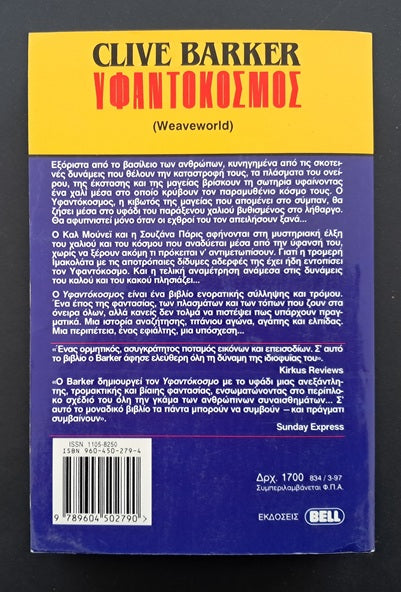 CLIVE BARKER
ΥΦΑΝΤΟΚΟΣΜΟΣ
(Weaveworld)
Εξόριστα από το βασίλειο των ανθρώπων, κυνηγημένα από τις σκοτει-
νές δυνάμεις που θέλουν την καταστροφή τους, τα πλάσματα του ονεί-
ρου, της έκστασης και της μαγείας βρίσκουν τη σωτηρία υφαίνοντας
ένα χαλί μέσα στο οποίο κρύβουν τον παραμυθένιο κόσμο τους. Ο
Υφαντόκοσμος, η κιβωτός της μαγείας που απομένει στο σύμπαν, θα
ζήσει μέσα στο υφάδι του παράξενου χαλιού βυθισμένος στο λήθαργο.
Θα αφυπνιστεί μόνο όταν οι εχθροί του τον απειλήσουν ξανά...
Ο Καλ Μούνεϊ και η Σουζάνα Πάρις αφήνονται στη μυστηριακή έλξη
του χαλιού και του κόσμου που αναδύεται μέσα από την ύφανσή του,
χωρίς να ξέρουν ακόμη τι πρόκειται ν' αντιμετωπίσουν. Γιατί η τρομερή
Ιμακολάτα με τις αποτρόπαιες δίδυμες αδερφές της έχει ήδη εντοπίσει
τον Υφαντόκοσμο. Και η τελική αναμέτρηση ανάμεσα στις δυνάμεις
του καλού και του κακού πλησιάζει...
Ο Υφαντόκοσμος είναι ένα βιβλίο ενορατικής σύλληψης και τρόμου.
Ένα έπος της φαντασίας, των πλασμάτων και των τόπων που ζουν στα
όνειρα όλων, αλλά κανείς δεν τολμά να πιστέψει πως υπάρχουν πραγ-
ματικά. Μια ιστορία αναζήτησης, τιτάνιου αγώνα, αγάπης και ελπίδας.
Μια περιπέτεια, ένας εφιάλτης, μια υπόσχεση...
«Ένας ορμητικός, ασυγκράτητος ποταμός εικόνων και επεισοδίων. Σ' αυτό
το βιβλίο ο Barker άφησε ελεύθερη όλη τη δύναμη της ιδιοφυΐας του».
Kirkus Reviews
«Ο Barker δημιουργεί τον Υφαντόκοσμο με το υφάδι μιας ανεξάντλη-
της, τρομακτικής και βίαιης φαντασίας, ενσωματώνοντας στο περίπλο-
κο σχέδιό του όλη την γκάμα των ανθρώπινων συναισθημάτων... Σ'
αυτό το μοναδικό βιβλίο τα πάντα μπορούν να συμβούν – και πράγματι
συμβαίνουν».
Sunday Express
ISSN 1105-8250
ISBN 960-450-279-4
9 789604 502790 >
Δρχ. 1700 834 / 3-97
Συμπεριλαμβάνεται Φ.Π.Α.
ΕΚΔΟΣΕΙΣ BELL